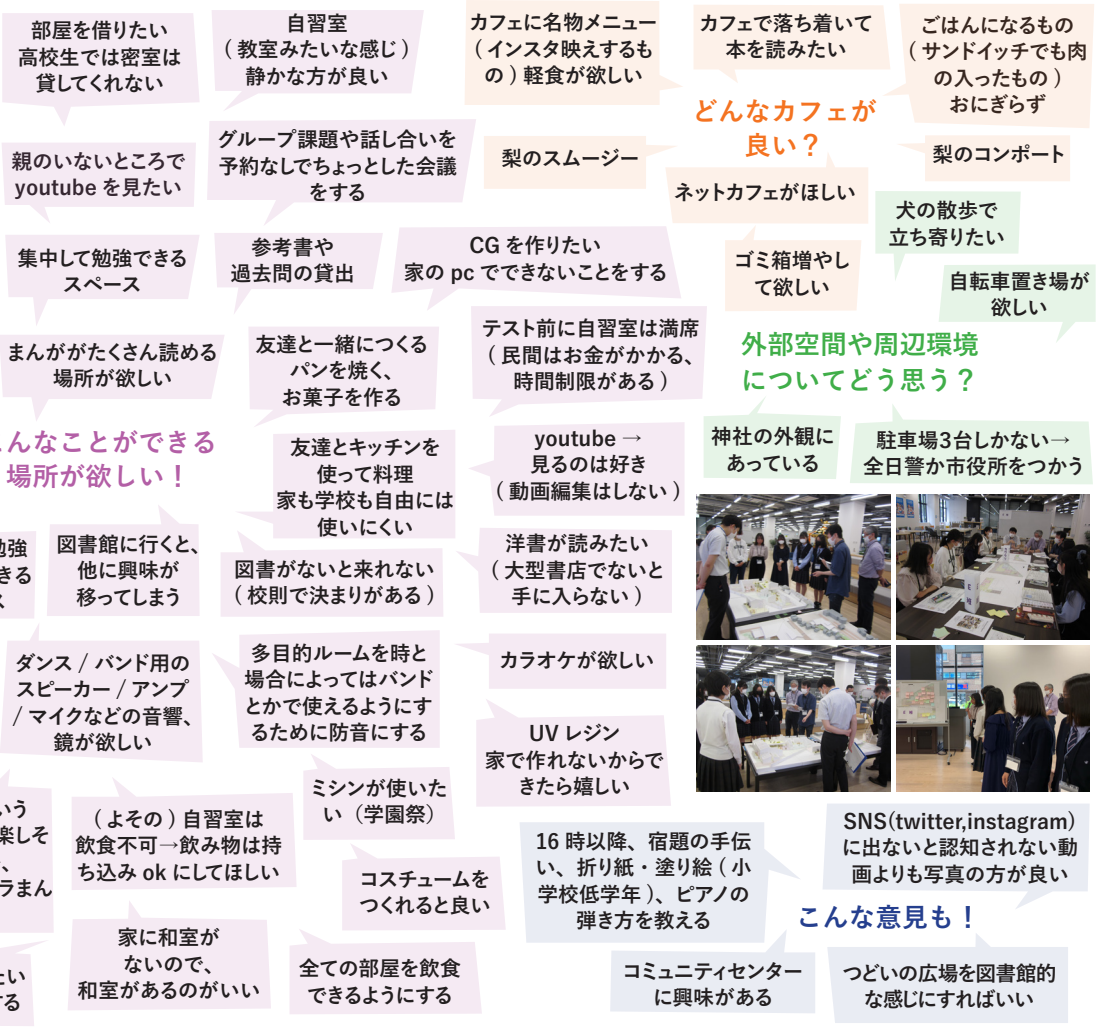 部屋を借りたい
高校生では密室は
貸してくれない
自習室
( 教室みたいな感じ )
静かな方が良い
親のいないところで
youtube を見たい
グループ課題や話し合いを
予約なしでちょっとした会議
をする
集中して勉強できる
スペース
参考書や
過去問の貸出
CG を作りたい
家の pc でできないことをする
まんががたくさん読める
場所が欲しい
友達と一緒につくる
パンを焼く、
お菓子を作る
テスト前に自習室は満席
( 民間はお金がかかる、
時間制限がある )
んなことができる
場所が欲しい！
友達とキッチンを
使って料理
家も学校も自由には
使いにくい
youtube →
見るのは好き
( 動画編集はしない )
強
きる
図書館に行くと、
他に興味が
移ってしまう
図書がないと来れない
( 校則で決まりがある )
洋書が読みたい
( 大型書店でないと
手に入らない )
ダンス / バンド用の
スピーカー / アンプ
/ マイクなどの音響、
鏡が欲しい
多目的ルームを時と
場合によってはバンド
とかで使えるようにす
るために防音にする
カラオケが欲しい
UV レジン
家で作れないからで
きたら嬉しい
いう
楽しそ
、
ラまん
( よその ) 自習室は
飲食不可→飲み物は持
ち込み ok にしてほしい
ミシンが使いた
い（学園祭）
コスチュームを
つくれると良い
たい
する
家に和室が
ないので、
和室があるのがいい
全ての部屋を飲食
できるようにする
カフェに名物メニュー
( インスタ映えするも
の ) 軽食が欲しい
カフェで落ち着いて
本を読みたい
ごはんになるもの
( サンドイッチでも肉
の入ったもの )
おにぎらず
どんなカフェが
良い？
梨のスムージー
梨のコンポート
ネットカフェがほしい
ゴミ箱増やし
て欲しい
犬の散歩で
立ち寄りたい
自転車置き場が
欲しい
外部空間や周辺環境
についてどう思う？
神社の外観に
あっている
駐車場3台しかない→
全日警か市役所をつかう
16 時以降、宿題の手伝
い、折り紙・塗り絵 ( 小
学校低学年 )、ピアノの
弾き方を教える
SNS(twitter,instagram)
に出ないと認知されない動
画よりも写真の方が良い
こんな意見も！
コミュニティセンター
に興味がある
つどいの広場を図書館的
な感じにすればいい